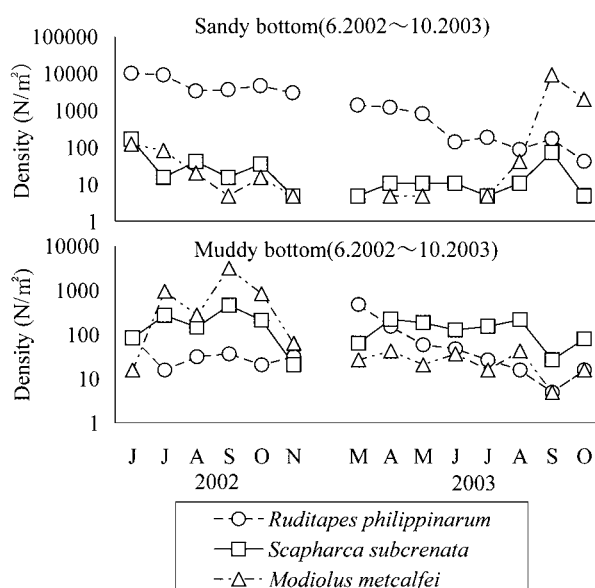 Sandy bottom(6.2002～10.2003)
Density (N/㎡)
100000
10000
1000
100
10
1
Muddy bottom(6.2002～10.2003)
Density (N/㎡)
10000
1000
100
10
1
J J A S O N M A M J J A S O
2002 2003
Ruditapes philippinarum
Scapharca subcrenata
Modiolus metcalfei